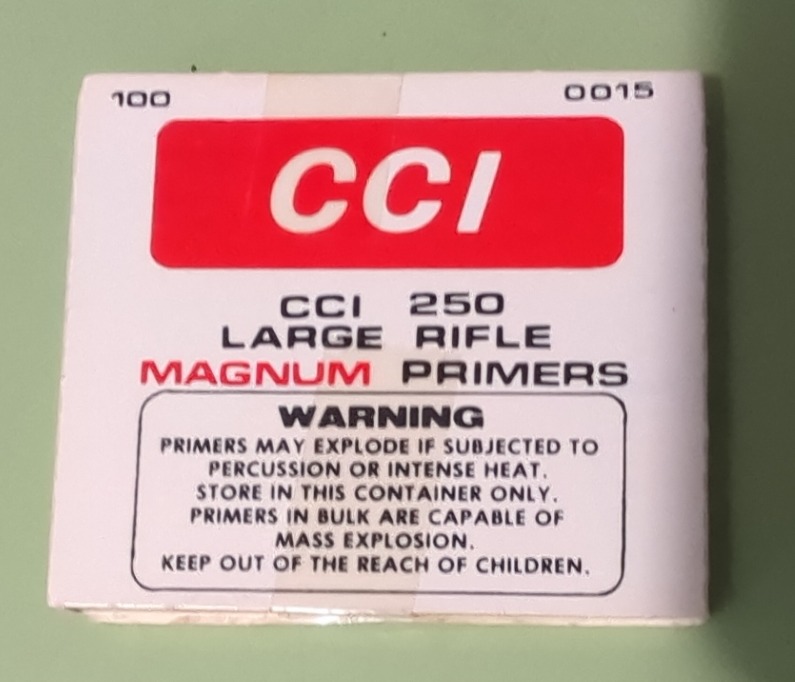 100 0015
CCI
CCI 250
LARGE RIFLE
MAGNUM PRIMERS
WARNING
PRIMERS MAY EXPLODE IF SUBJECTED TO
PERCUSSION OR INTENSE HEAT.
STORE IN THIS CONTAINER ONLY.
PRIMERS IN BULK ARE CAPABLE OF
MASS EXPLOSION.
KEEP OUT OF THE REACH OF CHILDREN.